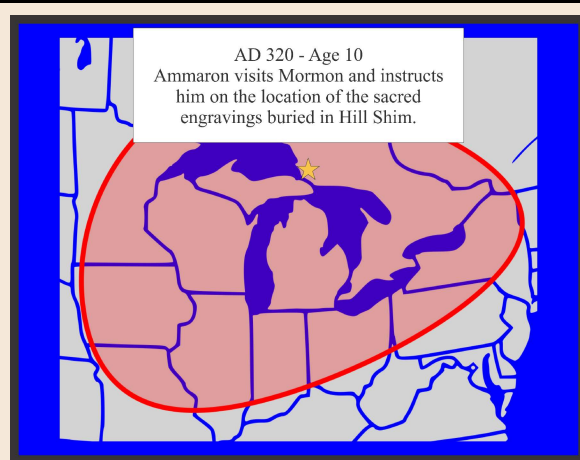 AD 320 - Age 10
Ammaron visits Mormon and instructs
him on the location of the sacred
engravings buried in Hill Shim.